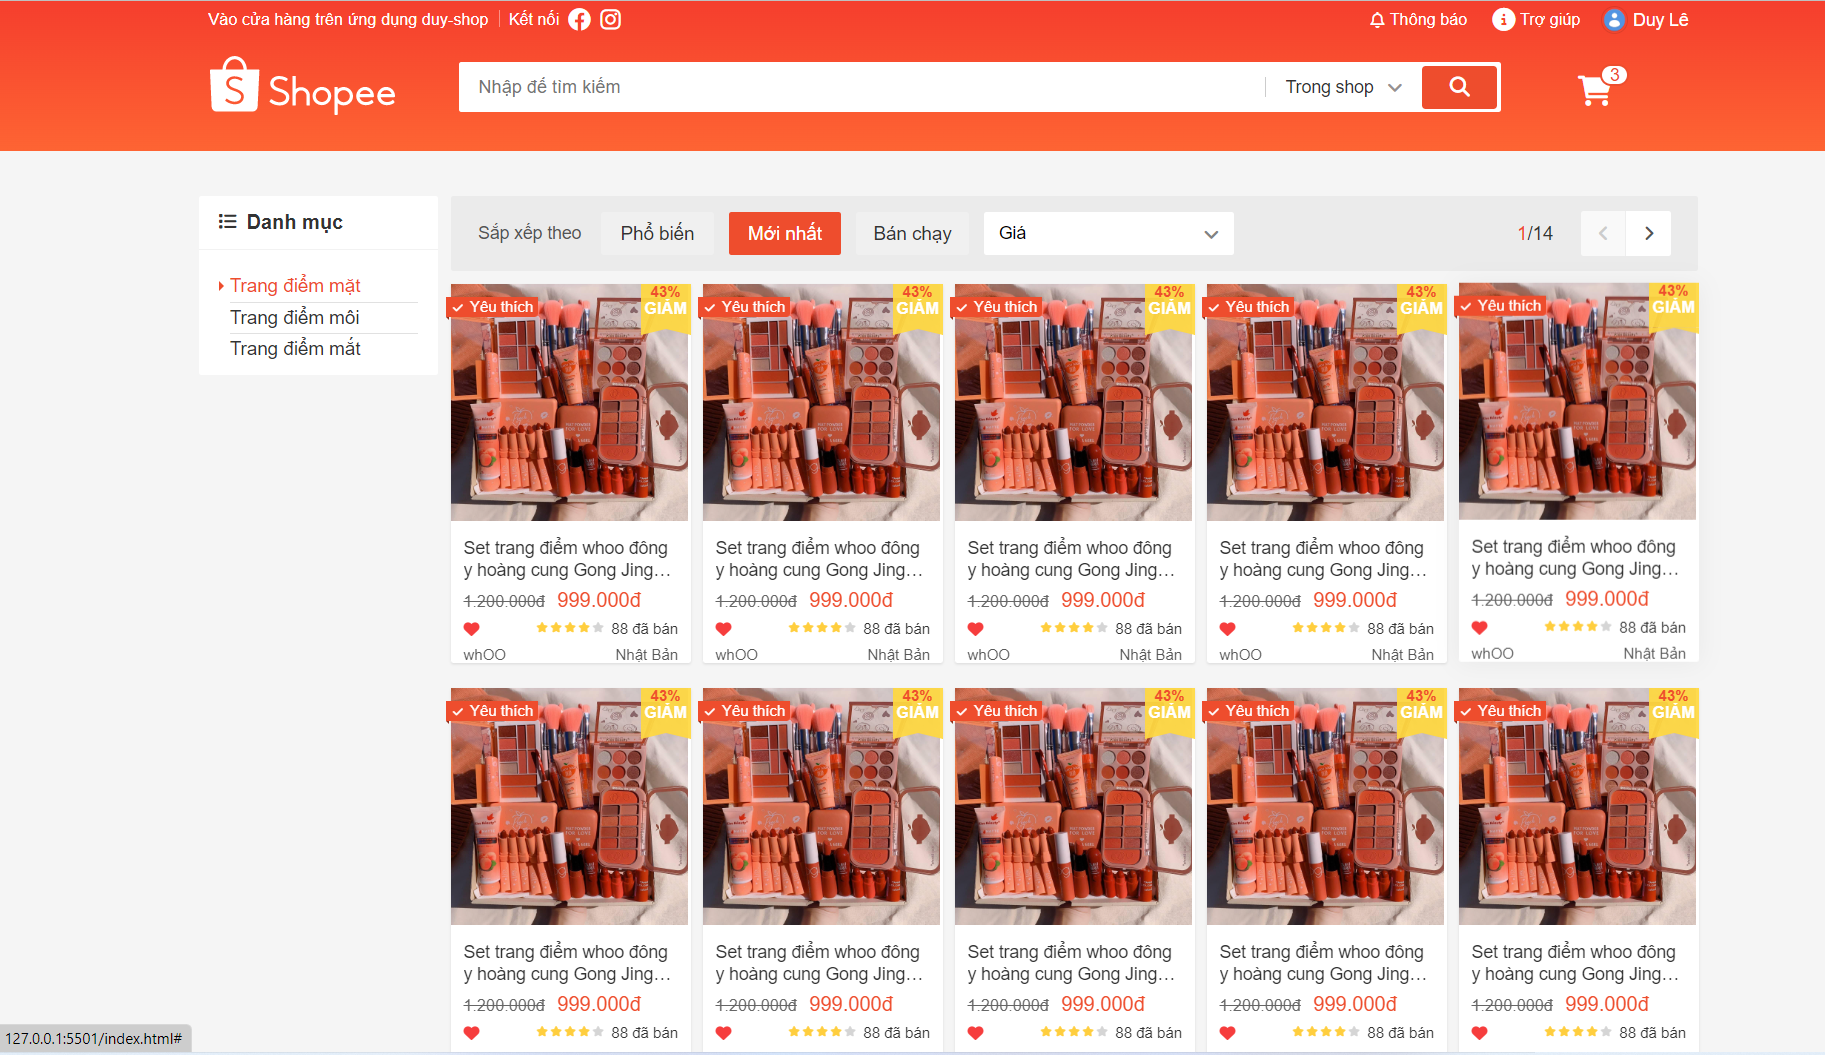 Vào cửa hàng trên ứng dụng duy-shop Kết nối Thông báo Trợ giúp Duy Lê
S Shopee Nhập để tìm kiếm Trong shop 3
Danh mục
Trang điểm mặt
Trang điểm môi
Trang điểm mắt
Sắp xếp theo Phổ biến Mới nhất Bán chạy Giá 1/14
Yêu thích 43% GIẢM
Set trang điểm whoo đông
y hoàng cung Gong Jing...
1.200.000đ 999.000đ
88 đã bán
whOO Nhật Bản
Yêu thích 43% GIẢM
Set trang điểm whoo đông
y hoàng cung Gong Jing...
1.200.000đ 999.000đ
88 đã bán
whOO Nhật Bản
Yêu thích 43% GIẢM
Set trang điểm whoo đông
y hoàng cung Gong Jing...
1.200.000đ 999.000đ
88 đã bán
whOO Nhật Bản
Yêu thích 43% GIẢM
Set trang điểm whoo đông
y hoàng cung Gong Jing...
1.200.000đ 999.000đ
88 đã bán
whOO Nhật Bản
Yêu thích 43% GIẢM
Set trang điểm whoo đông
y hoàng cung Gong Jing...
1.200.000đ 999.000đ
88 đã bán
whOO Nhật Bản
Yêu thích 43% GIẢM
Set trang điểm whoo đông
y hoàng cung Gong Jing...
1.200.000đ 999.000đ
88 đã bán
Yêu thích 43% GIẢM
Set trang điểm whoo đông
y hoàng cung Gong Jing...
1.200.000đ 999.000đ
88 đã bán
Yêu thích 43% GIẢM
Set trang điểm whoo đông
y hoàng cung Gong Jing...
1.200.000đ 999.000đ
88 đã bán
Yêu thích 43% GIẢM
Set trang điểm whoo đông
y hoàng cung Gong Jing...
1.200.000đ 999.000đ
88 đã bán
Yêu thích 43% GIẢM
Set trang điểm whoo đông
y hoàng cung Gong Jing...
1.200.000đ 999.000đ
88 đã bán
127.0.0.1:5501/index.html#